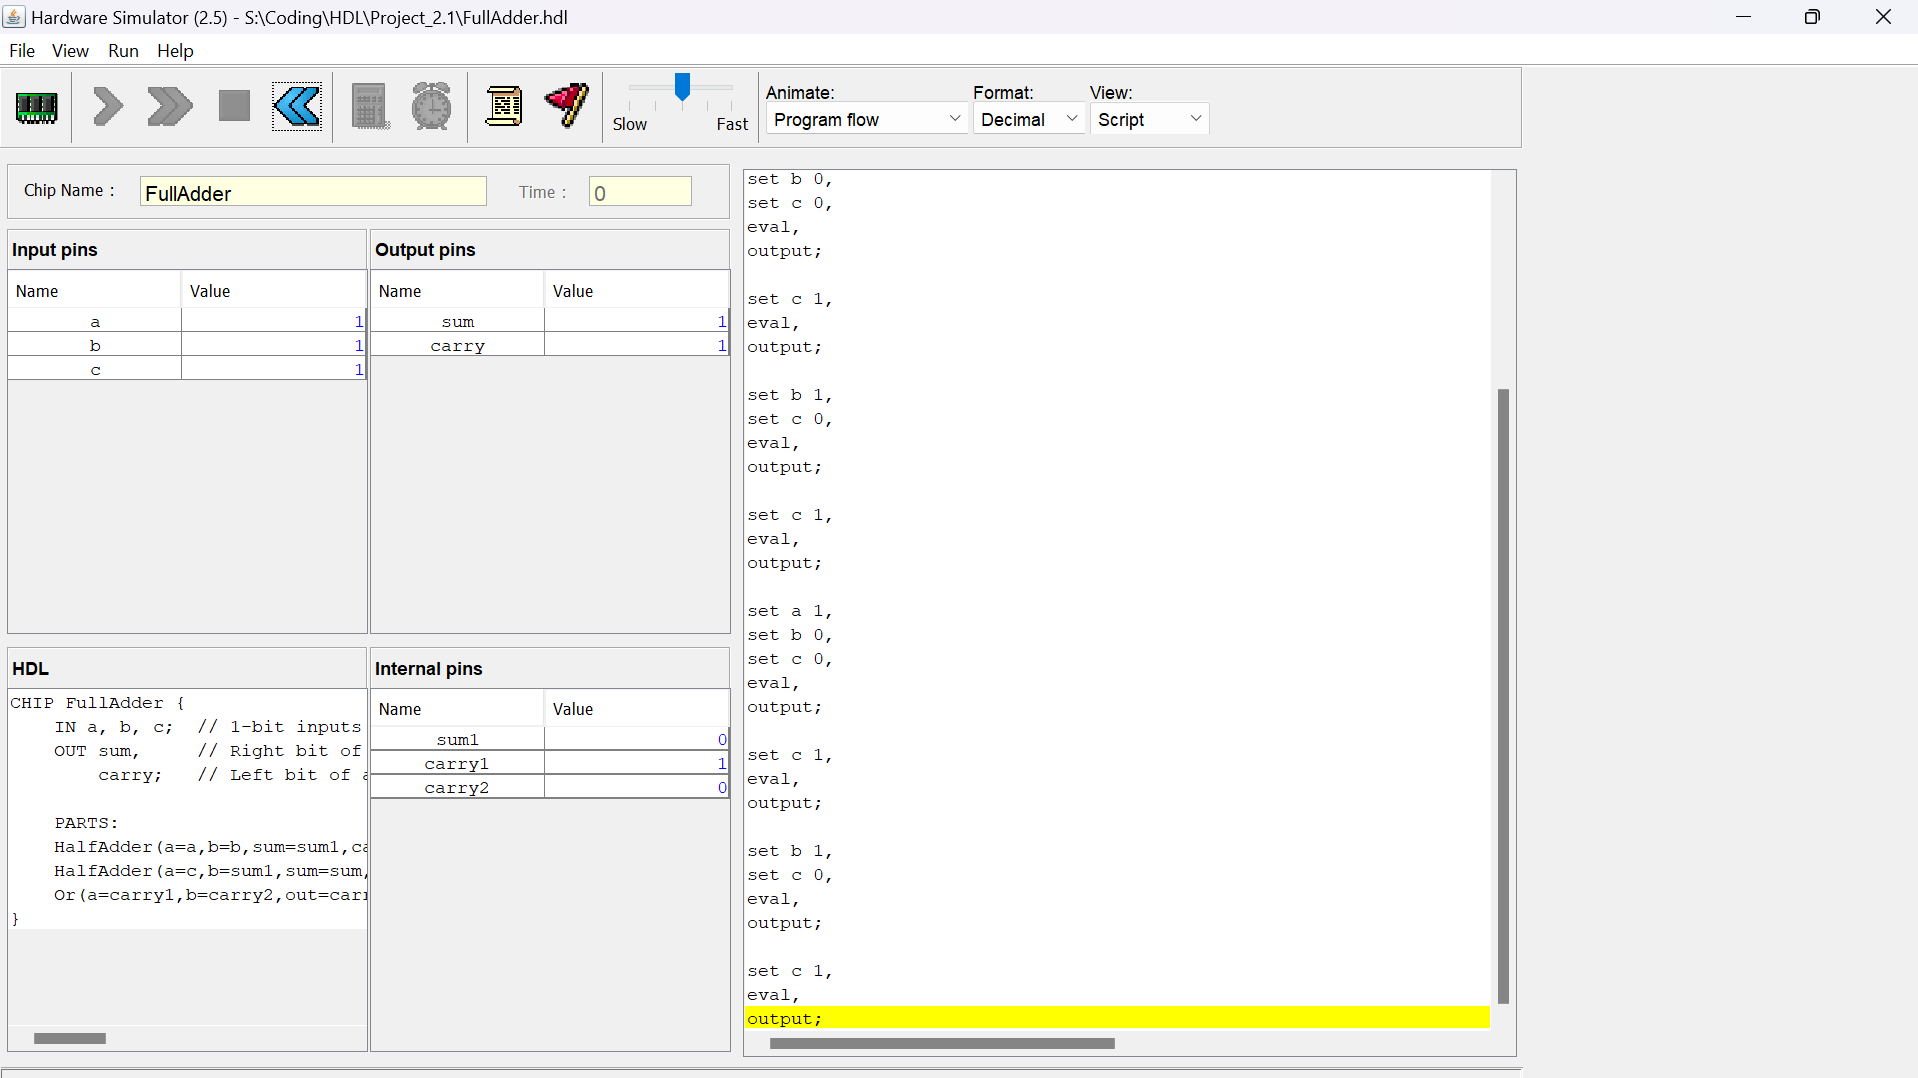 Hardware Simulator (2.5) - S:\Coding\HDL\Project_2.1\FullAdder.hdl
File View Run Help
Slow Fast
Animate: Format: View:
Program flow Decimal Script
Chip Name : FullAdder Time : 0
Input pins
Name Value
a 1
b 1
c 1
Output pins
Name Value
sum 1
carry 1
HDL
CHIP FullAdder {
IN a, b, c; // 1-bit inputs
OUT sum, // Right bit of
carry; // Left bit of a
PARTS:
HalfAdder(a=a,b=b,sum=sum1,ca
HalfAdder(a=c,b=sum1,sum=sum,
Or(a=carry1,b=carry2,out=carr
}
Internal pins
Name Value
sum1 0
carry1 1
carry2 0
set b 0,
set c 0,
eval,
output;
set c 1,
eval,
output;
set b 1,
set c 0,
eval,
output;
set c 1,
eval,
output;
set a 1,
set b 0,
set c 0,
eval,
output;
set c 1,
eval,
output;
set b 1,
set c 0,
eval,
output;
set c 1,
eval,
output;